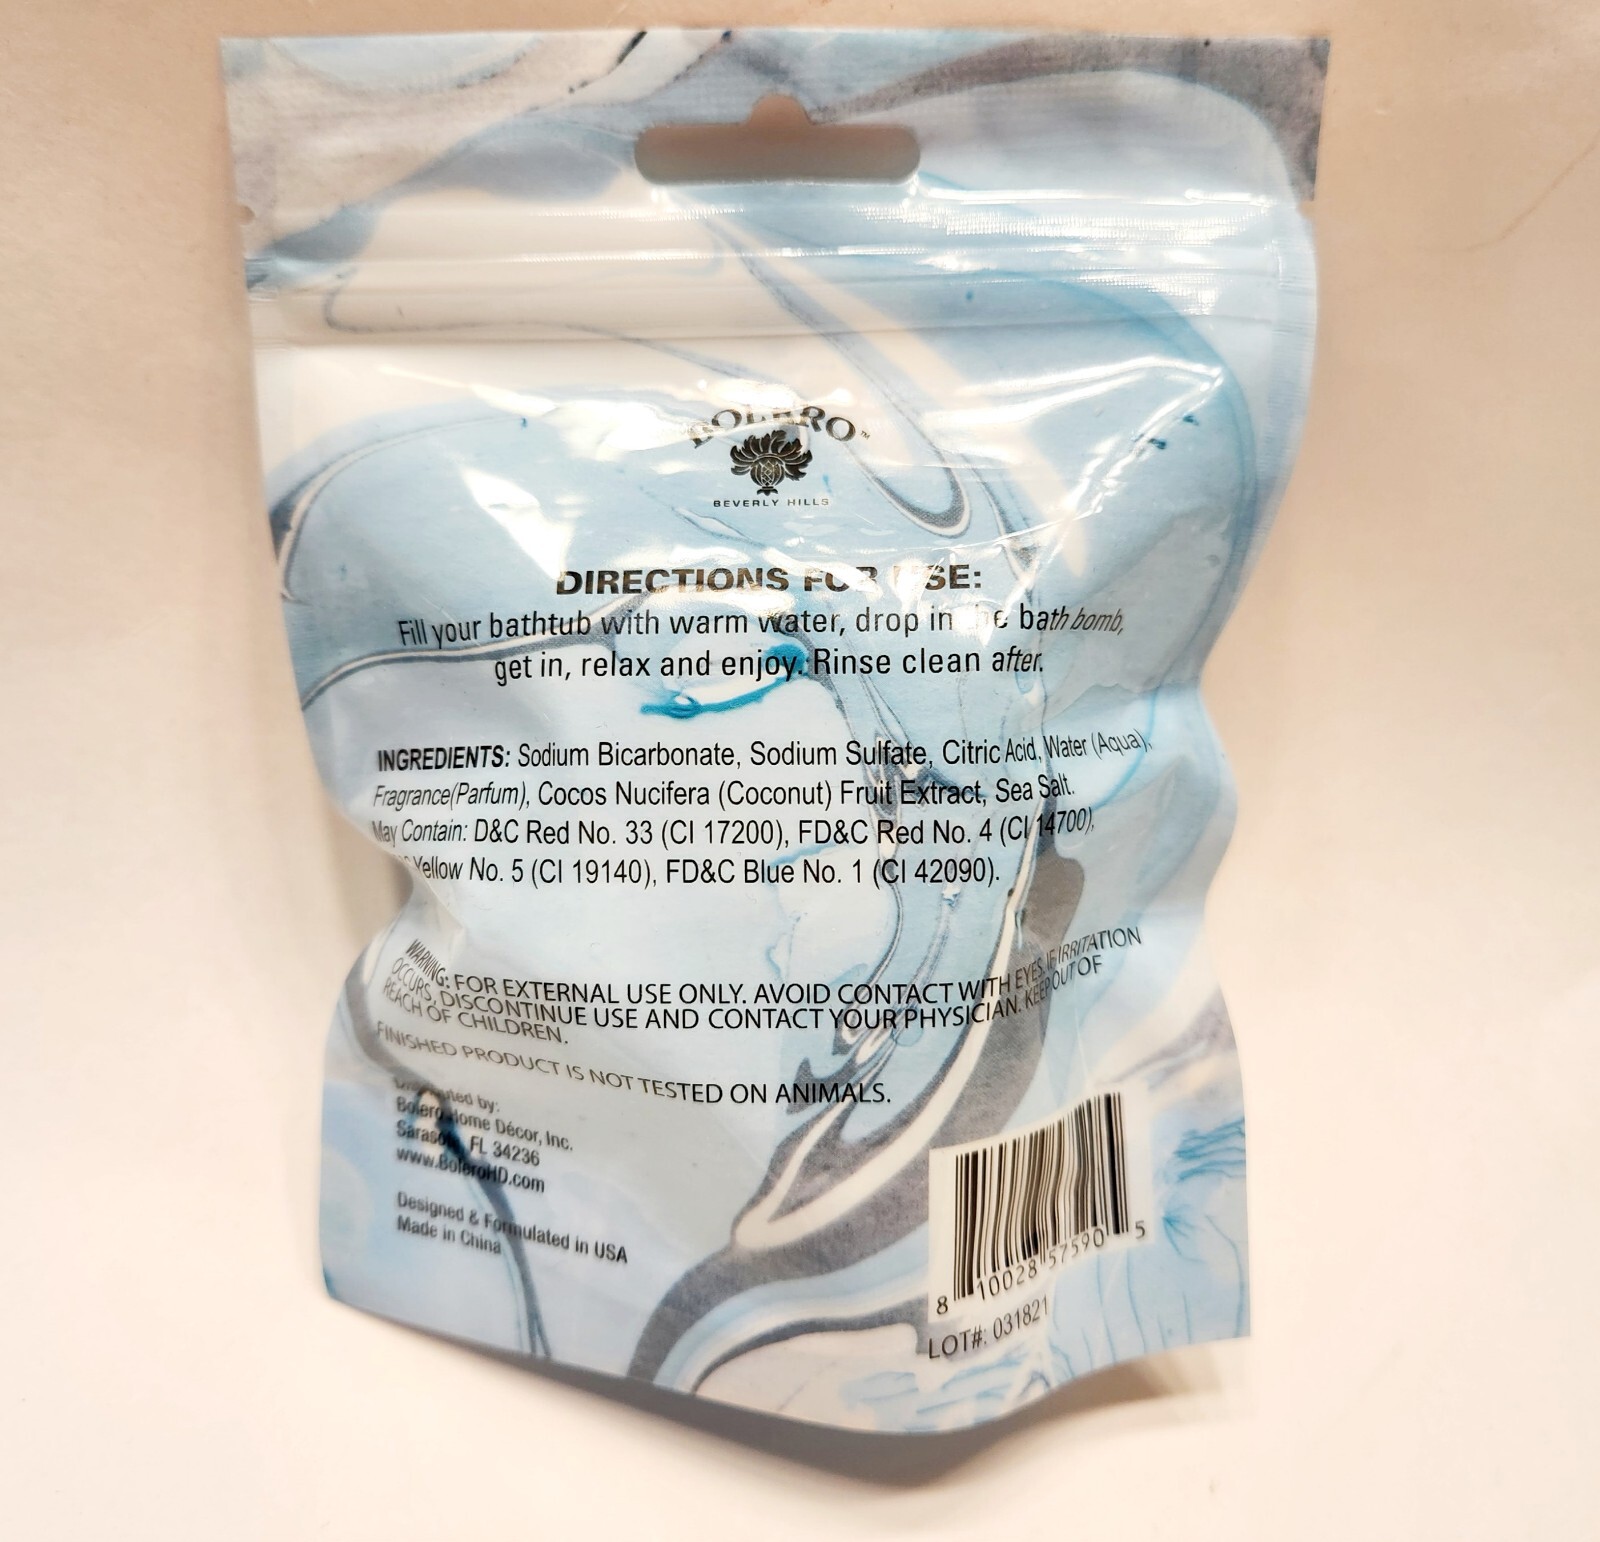 BOLERO™
BEVERLY HILLS
DIRECTIONS FOR USE:
Fill your bathtub with warm water, drop in the bath bomb,
get in, relax and enjoy. Rinse clean after.
INGREDIENTS: Sodium Bicarbonate, Sodium Sulfate, Citric Acid, Water (Aqua),
Fragrance(Parfum), Cocos Nucifera (Coconut) Fruit Extract, Sea Salt.
May Contain: D&C Red No. 33 (CI 17200), FD&C Red No. 4 (CI 14700),
Yellow No. 5 (CI 19140), FD&C Blue No. 1 (CI 42090).
WARNING: FOR EXTERNAL USE ONLY. AVOID CONTACT WITH EYES. IF IRRITATION
OCCURS, DISCONTINUE USE AND CONTACT YOUR PHYSICIAN. KEEP OUT OF
REACH OF CHILDREN.
FINISHED PRODUCT IS NOT TESTED ON ANIMALS.
Distributed by:
Bolero Home Décor, Inc.
Sarasota, FL 34236
www.BoleroHD.com
Designed & Formulated in USA
Made in China
8 10028 57590 5
LOT#: 031821